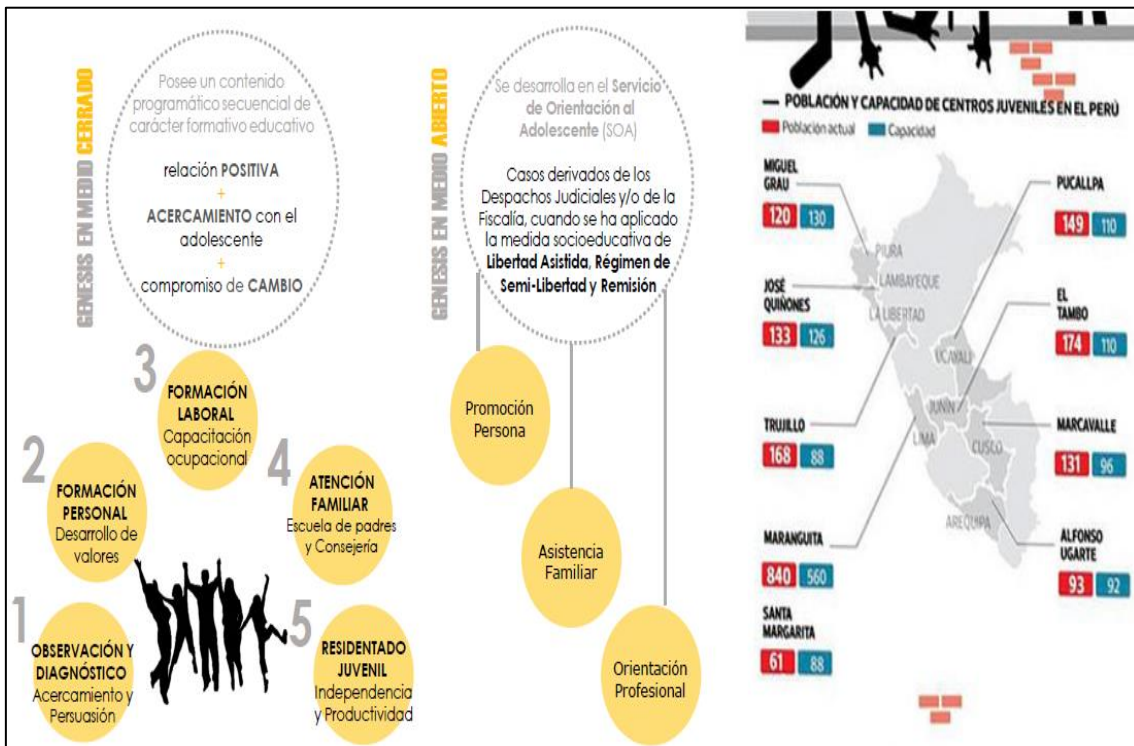 GENESIS EN MEDIO CERRADO
Posee un contenido
programático secuencial de
carácter formativo educativo
relación POSITIVA
+
ACERCAMIENTO con el
adolescente
+
compromiso de CAMBIO
3
FORMACIÓN
LABORAL
Capacitación
ocupacional
2
FORMACIÓN
PERSONAL
Desarrollo de
valores
4
ATENCIÓN
FAMILIAR
Escuela de padres
y Consejería
1
OBSERVACIÓN Y
DIAGNÓSTICO
Acercamiento y
Persuasión
5
RESIDENTADO
JUVENIL
Independencia
y Productividad
GENESIS EN MEDIO ABIERTO
Se desarrolla en el Servicio
de Orientación al
Adolescente (SOA)
Casos derivados de los
Despachos Judiciales y/o de la
Fiscalía, cuando se ha aplicado
la medida socioeducativa de
Libertad Asistida, Régimen de
Semi-Libertad y Remisión
Promoción
Persona
Asistencia
Familiar
Orientación
Profesional
POBLACIÓN Y CAPACIDAD DE CENTROS JUVENILES EN EL PERÚ
Población actual Capacidad
MIGUEL
GRAU
120 130
JOSÉ
QUIÑONES
133 126
TRUJILLO
168 88
MARANGUITA
840 560
SANTA
MARGARITA
61 88
PIURA
LAMBAYEQUE
LA LIBERTAD
UCAYALI
JUNÍN
LIMA
CUSCO
AREQUIPA
PUCALLPA
149 110
EL
TAMBO
174 110
MARCAVALLE
131 96
ALFONSO
UGARTE
93 92